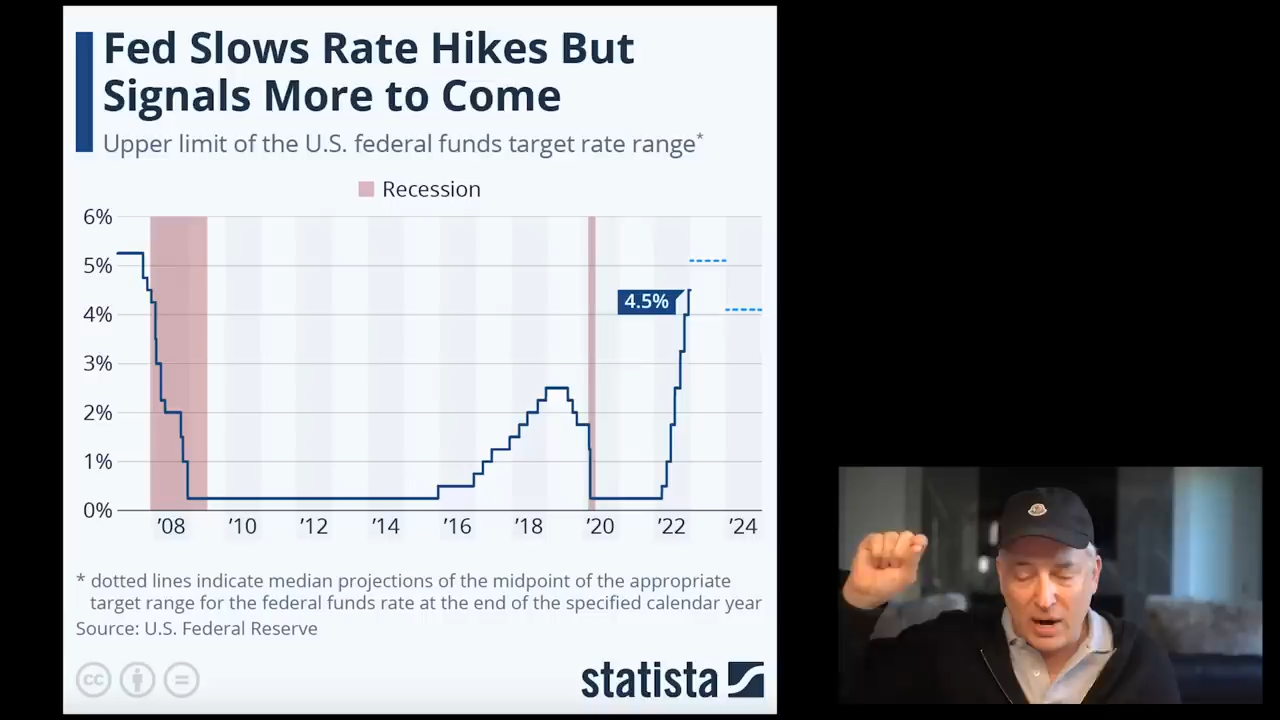 Fed Slows Rate Hikes But
Signals More to Come
Upper limit of the U.S. federal funds target rate range*
Recession
6%
5%
4.5%
4%
3%
2%
1%
0%
’08 ’10 ’12 ’14 ’16 ’18 ’20 ’22 ’24
* dotted lines indicate median projections of the midpoint of the appropriate
target range for the federal funds rate at the end of the specified calendar year
Source: U.S. Federal Reserve
cc
statista